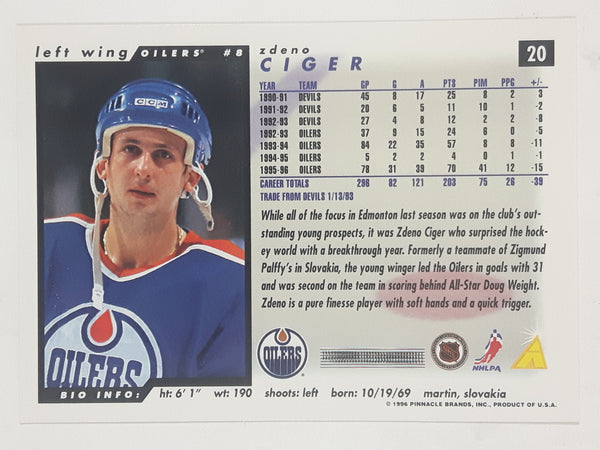 left wing OILERS #8
zdeno
CIGER
20
CCM
YEAR TEAM GP G A PTS PIM PPG +/-
1990-91 DEVILS 45 8 17 25 8 2 3
1991-92 DEVILS 20 6 5 11 10 1 -2
1992-93 DEVILS 27 4 8 12 2 2 -8
1992-93 OILERS 37 9 15 24 6 0 -5
1993-94 OILERS 84 22 35 57 8 8 -11
1994-95 OILERS 5 2 2 4 0 1 -1
1995-96 OILERS 78 31 39 70 41 12 -15
CAREER TOTALS 296 82 121 203 75 26 -39
TRADE FROM DEVILS 1/13/93
While all of the focus in Edmonton last season was on the club's out-
standing young prospects, it was Zdeno Ciger who surprised the hock-
ey world with a breakthrough year. Formerly a teammate of Zigmund
Palffy's in Slovakia, the young winger led the Oilers in goals with 31
and was second on the team in scoring behind All-Star Doug Weight.
Zdeno is a pure finesse player with soft hands and a quick trigger.
OILERS
OILERS
NHL
NHLPA
BIO INFO: ht: 6' 1" wt: 190 shoots: left born: 10/19/69 martin, slovakia
© 1996 PINNACLE BRANDS, INC., PRODUCT OF U.S.A.